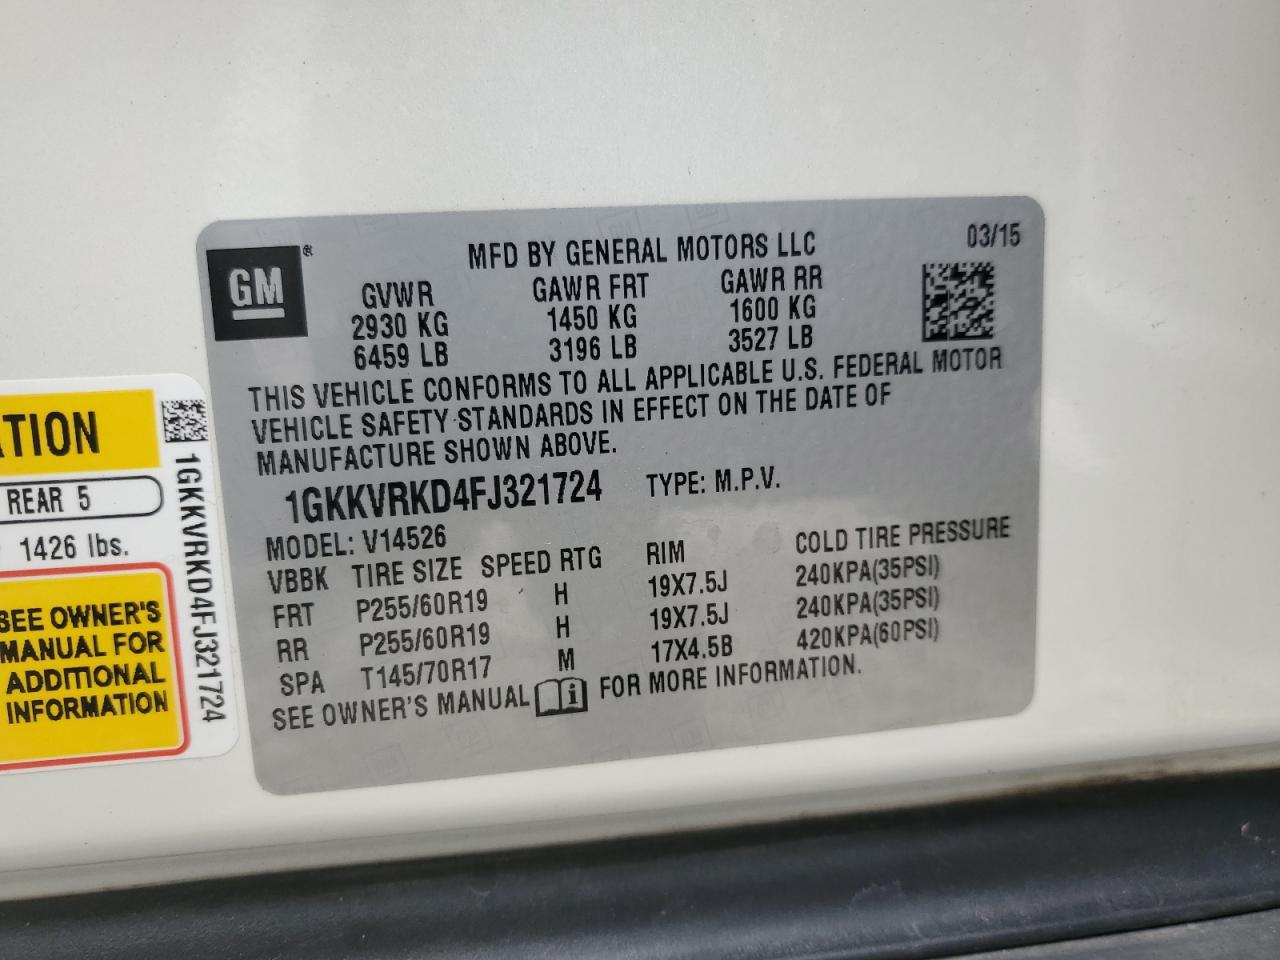 GM ®
MFD BY GENERAL MOTORS LLC 03/15
GVWR GAWR FRT GAWR RR
2930 KG 1450 KG 1600 KG
6459 LB 3196 LB 3527 LB
THIS VEHICLE CONFORMS TO ALL APPLICABLE U.S. FEDERAL MOTOR
VEHICLE SAFETY STANDARDS IN EFFECT ON THE DATE OF
MANUFACTURE SHOWN ABOVE.
1GKKVRKD4FJ321724 TYPE: M.P.V.
MODEL: V14526
VBBK TIRE SIZE SPEED RTG RIM COLD TIRE PRESSURE
FRT P255/60R19 H 19X7.5J 240KPA(35PSI)
RR P255/60R19 H 19X7.5J 240KPA(35PSI)
SPA T145/70R17 M 17X4.5B 420KPA(60PSI)
SEE OWNER'S MANUAL i FOR MORE INFORMATION.
REAR 5
1426 lbs.
SEE OWNER'S
MANUAL FOR
ADDITIONAL
INFORMATION
1GKKVRKD4FJ321724